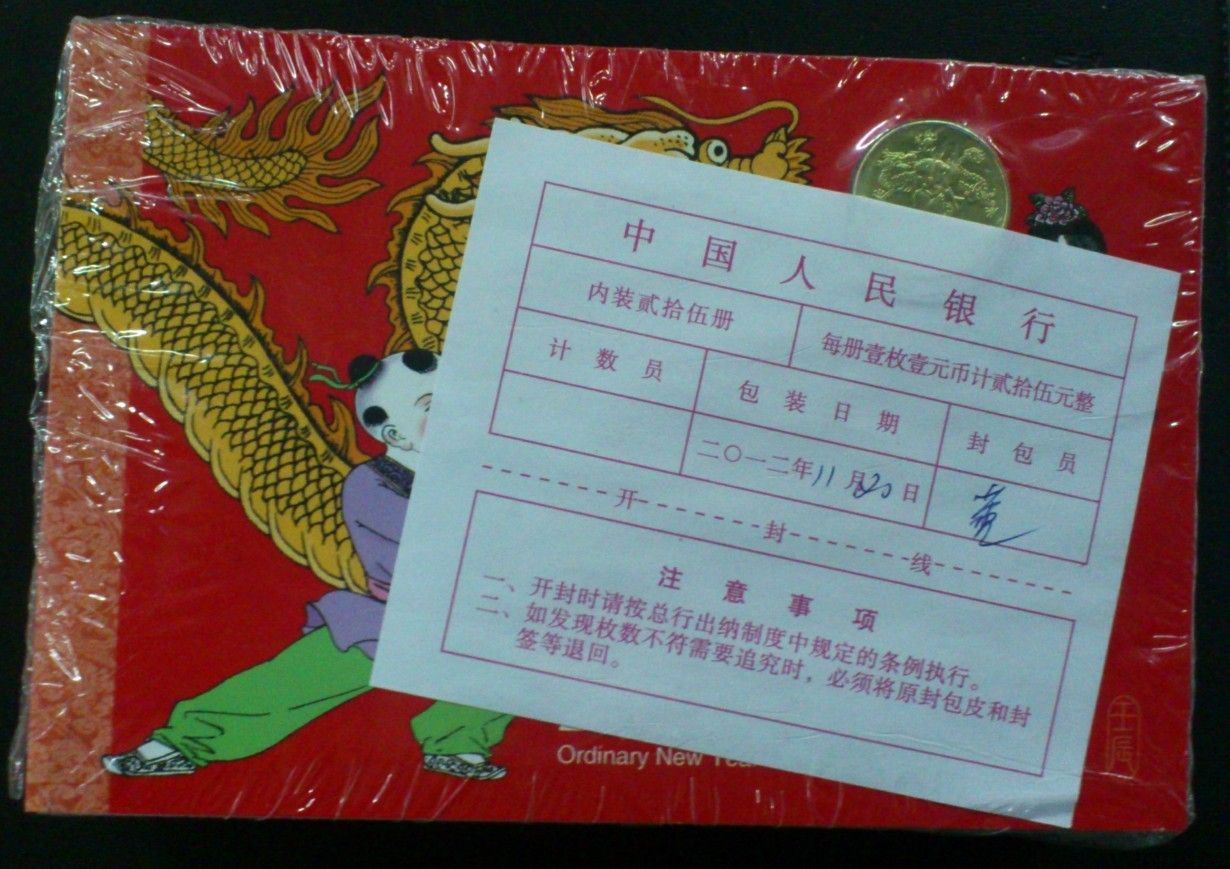 中国人民银行
内装贰拾伍册 每册壹枚壹元币计贰拾伍元整
计数员 包装日期 封包员
二〇一二年11月20日
开封线
注意事项
一、开封时请按总行出纳制度中规定的条例执行。
二、如发现枚数不符需要追究时，必须将原封包皮和封
签等退回。
Ordinary New
壬辰